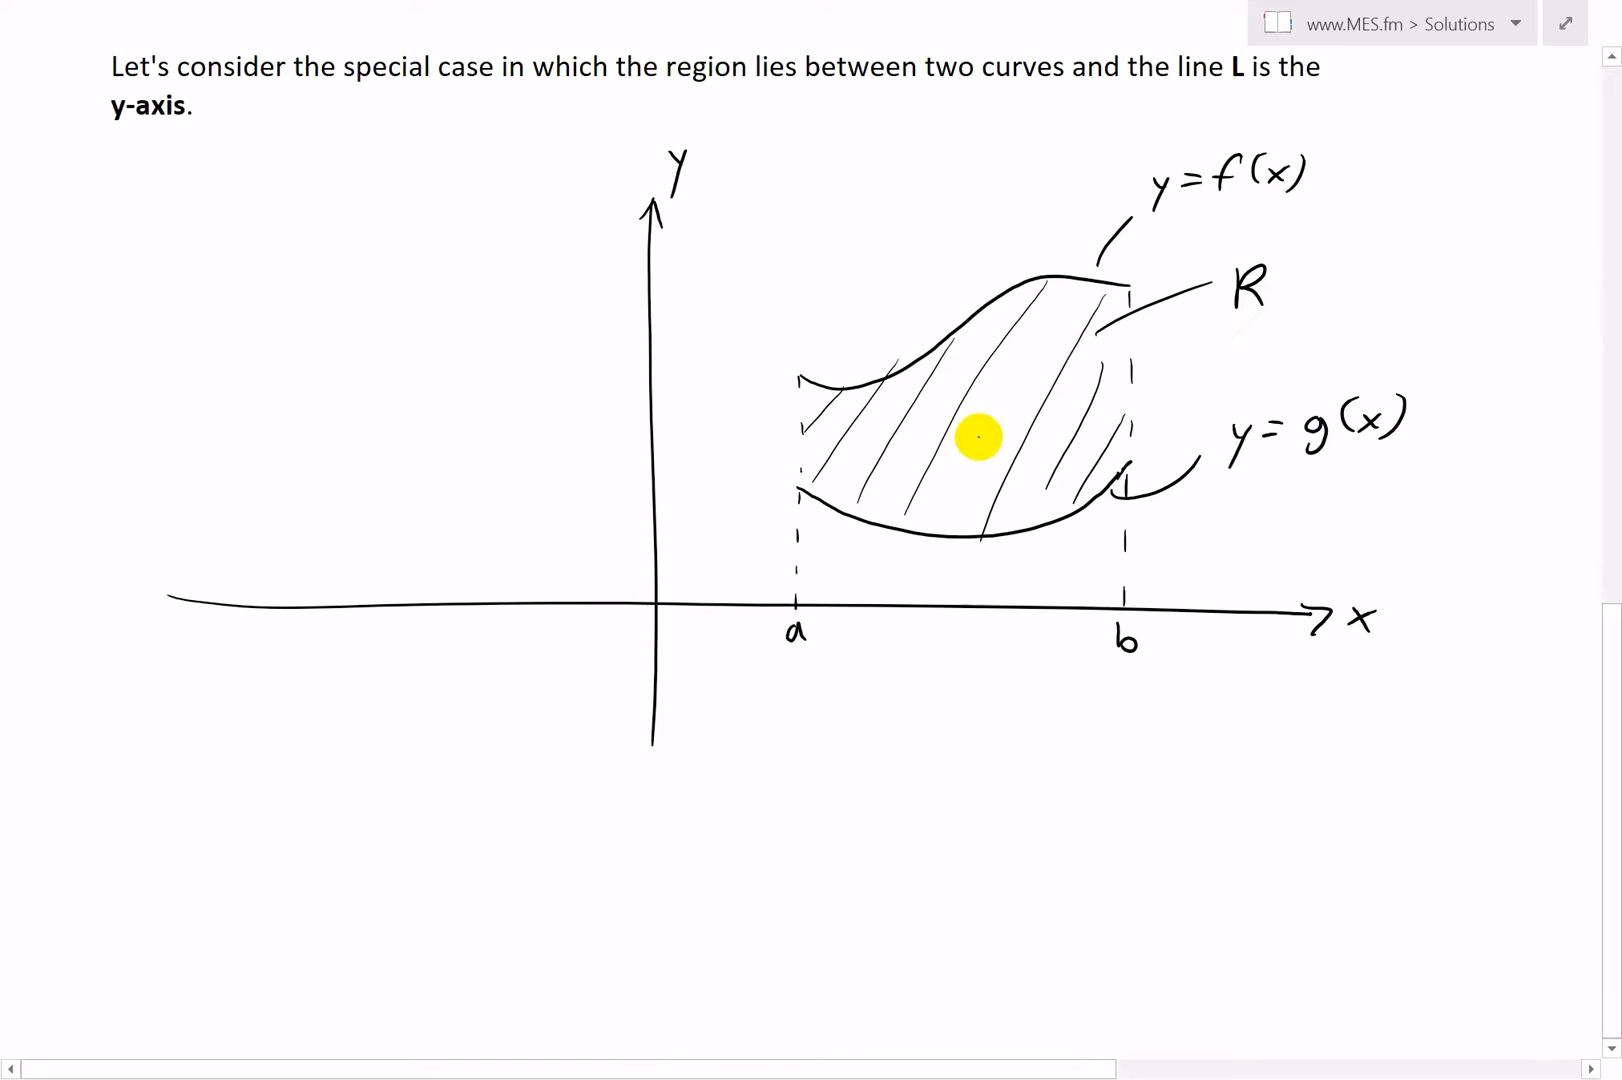 www.MES.fm > Solutions
Let's consider the special case in which the region lies between two curves and the line L is the
y-axis.
y
y = f(x)
R
y = g(x)
x
a
b